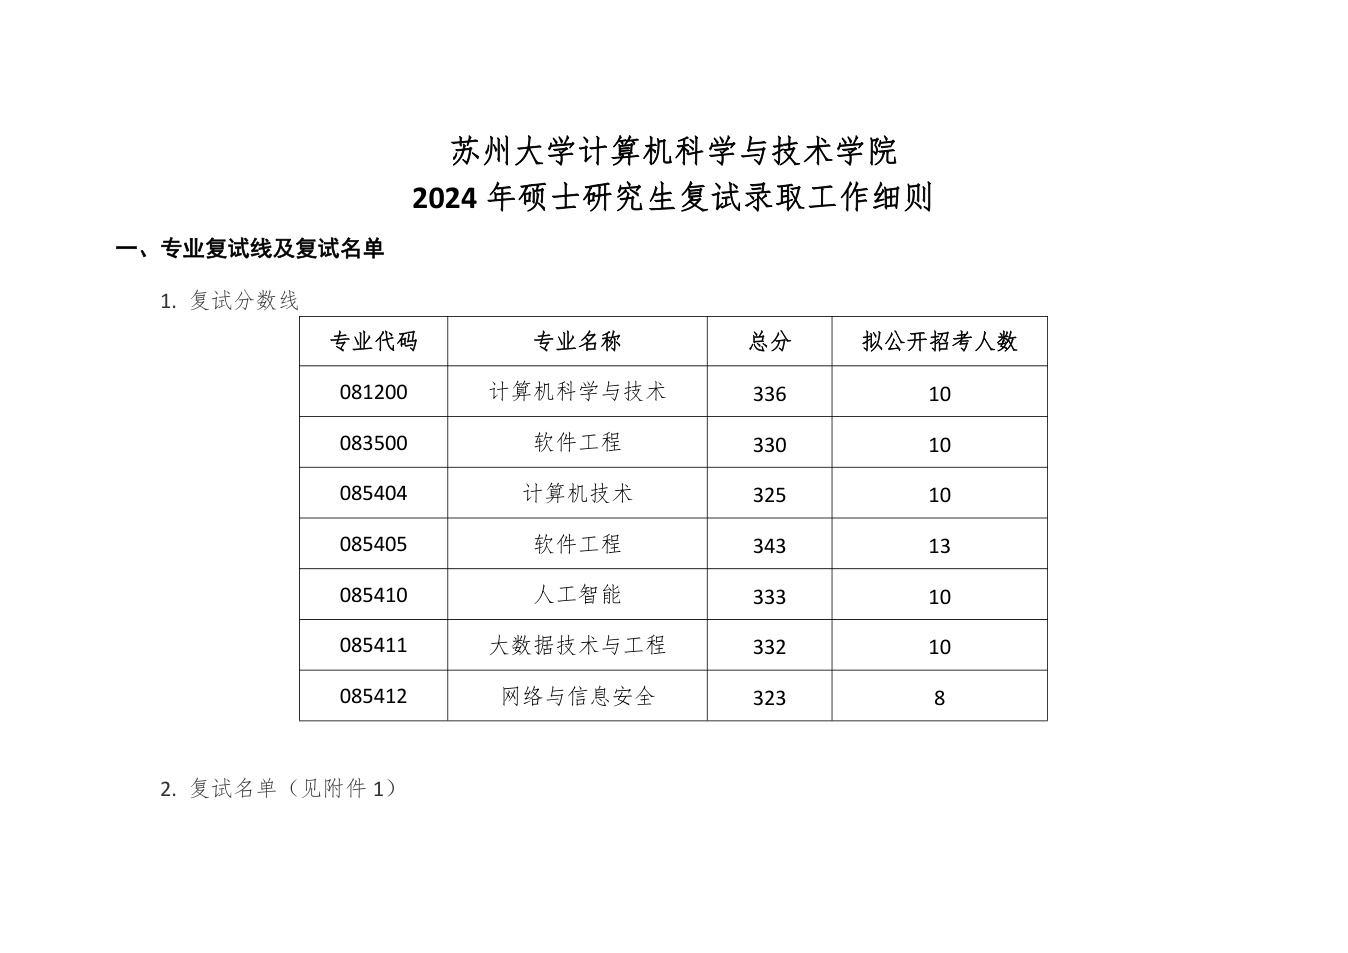 苏州大学计算机科学与技术学院
2024 年硕士研究生复试录取工作细则
一、专业复试线及复试名单
1. 复试分数线
专业代码 专业名称 总分 拟公开招考人数
081200 计算机科学与技术 336 10
083500 软件工程 330 10
085404 计算机技术 325 10
085405 软件工程 343 13
085410 人工智能 333 10
085411 大数据技术与工程 332 10
085412 网络与信息安全 323 8
2. 复试名单（见附件 1）